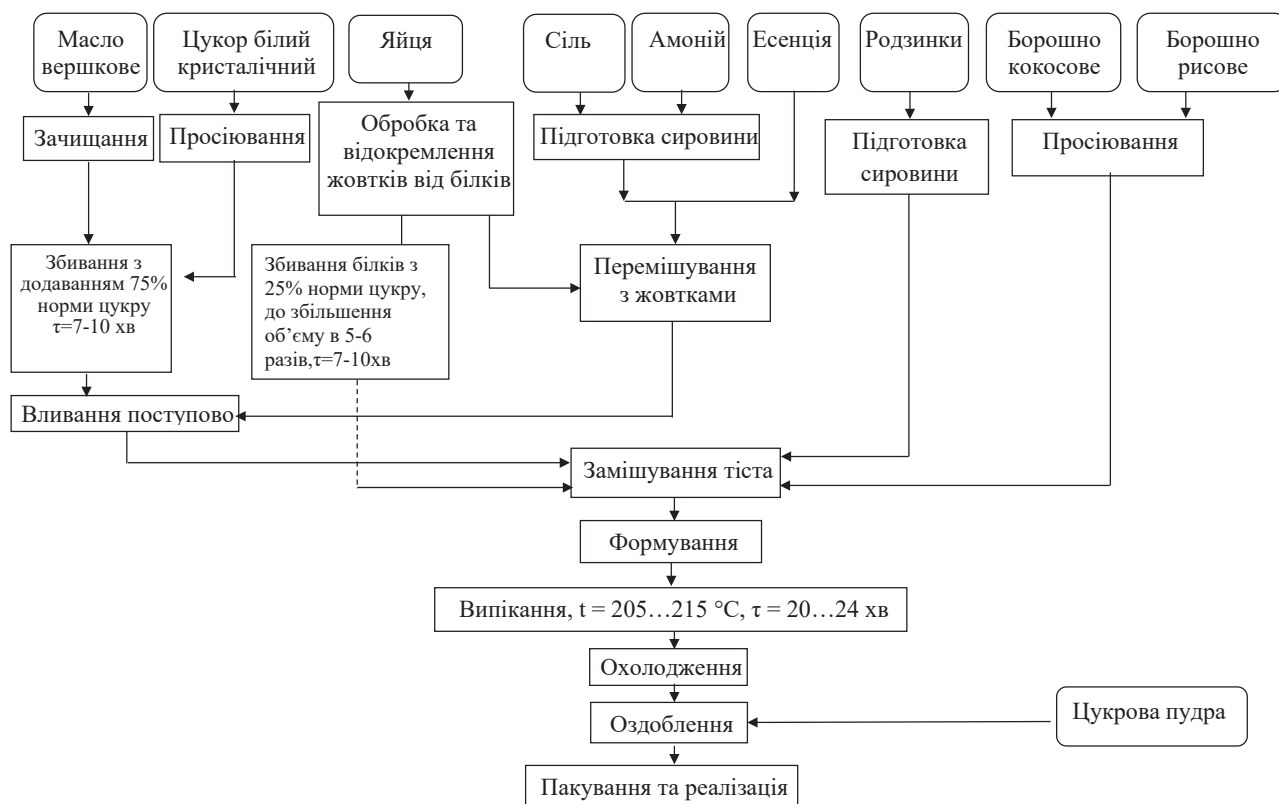 Масло
вершкове
Цукор білий
кристалічний
Яйця
Сіль
Амоній
Есенція
Родзинки
Борошно
кокосове
Борошно
рисове
Зачищання
Просіювання
Обробка та
відокремлення
жовтків від білків
Підготовка сировини
Підготовка
сировини
Просіювання
Збивання з
додаванням 75%
норми цукру
τ=7-10 хв
Збивання білків з
25% норми цукру,
до збільшення
об’єму в 5-6
разів,τ=7-10хв
Перемішування
з жовтками
Вливання поступово
Замішування тіста
Формування
Випікання, t = 205…215 °С, τ = 20…24 хв
Охолодження
Оздоблення
Цукрова пудра
Пакування та реалізація